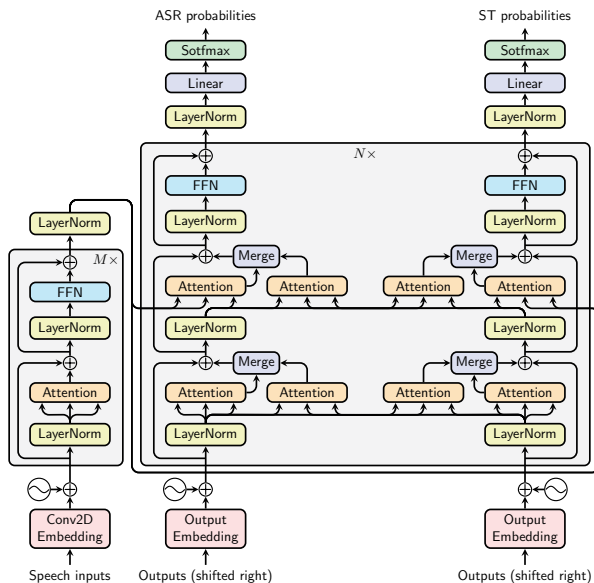 ASR probabilities
ST probabilities
Sotfmax
Sotfmax
Linear
Linear
LayerNorm
LayerNorm
N×
FFN
FFN
LayerNorm
LayerNorm
LayerNorm
M×
Merge
Merge
Attention
Attention
Attention
Attention
FFN
LayerNorm
LayerNorm
LayerNorm
Merge
Merge
Attention
Attention
Attention
Attention
Attention
LayerNorm
LayerNorm
LayerNorm
Conv2D
Embedding
Output
Embedding
Output
Embedding
Speech inputs
Outputs (shifted right)
Outputs (shifted right)